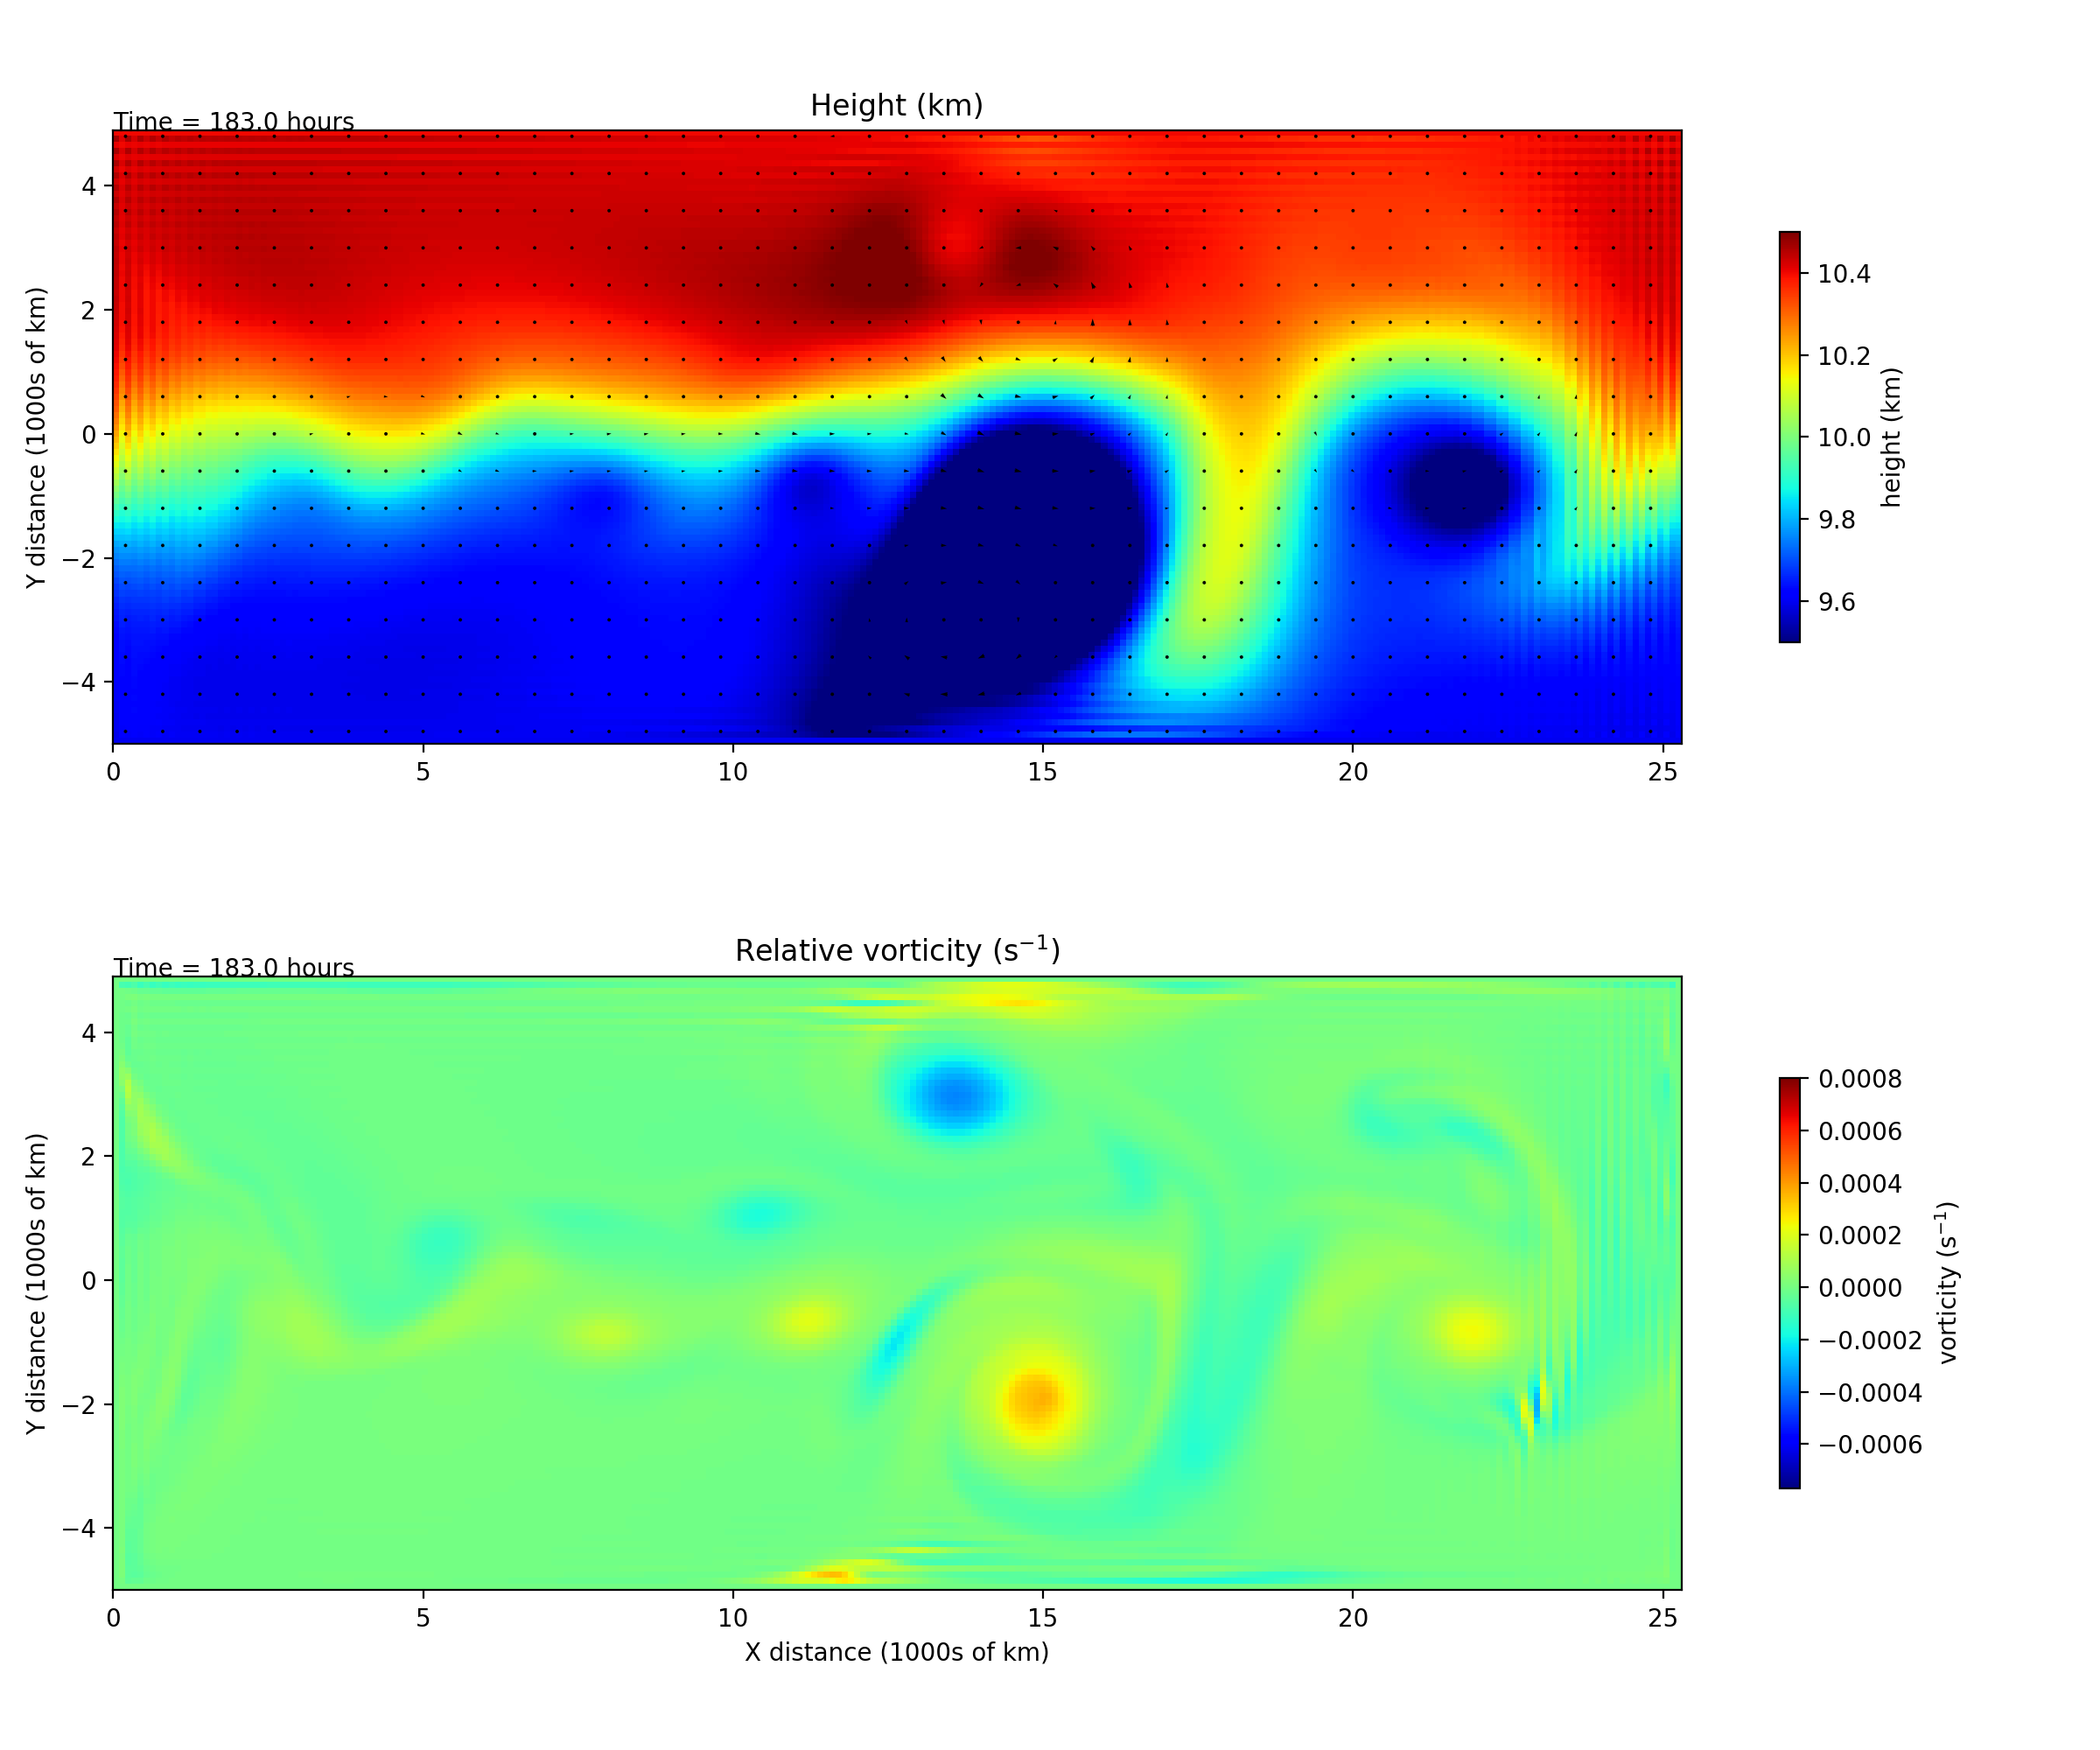 Height (km)
Time = 183.0 hours
Y distance (1000s of km)
4
2
0
−2
−4
0 5 10 15 20 25
10.4
10.2
10.0
9.8
9.6
height (km)
Relative vorticity (s⁻¹)
Time = 183.0 hours
Y distance (1000s of km)
4
2
0
−2
−4
0 5 10 15 20 25
X distance (1000s of km)
0.0008
0.0006
0.0004
0.0002
0.0000
−0.0002
−0.0004
−0.0006
vorticity (s⁻¹)